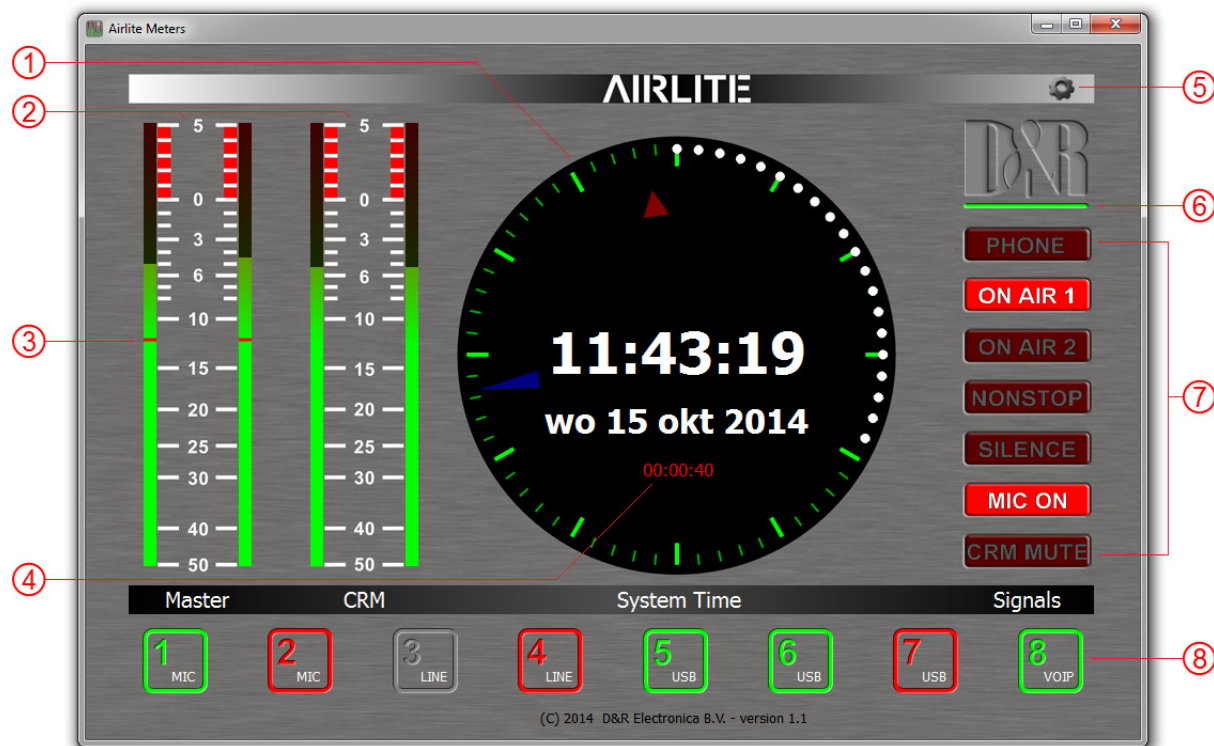 Airlite Meters
1
AIRLITE
5
2
5 5
D&R
0 0
6
3 3
PHONE
7
6 6
ON AIR 1
10 10
3
11:43:19
ON AIR 2
15 15
NONSTOP
20 20
wo 15 okt 2014
25 25
SILENCE
30 30
00:00:40
MIC ON
40 40
CRM MUTE
50 50
4
Master CRM System Time Signals
1 MIC
2 MIC
3 LINE
4 LINE
5 USB
6 USB
7 USB
8 VOIP
8
(C) 2014 D&R Electronica B.V. - version 1.1